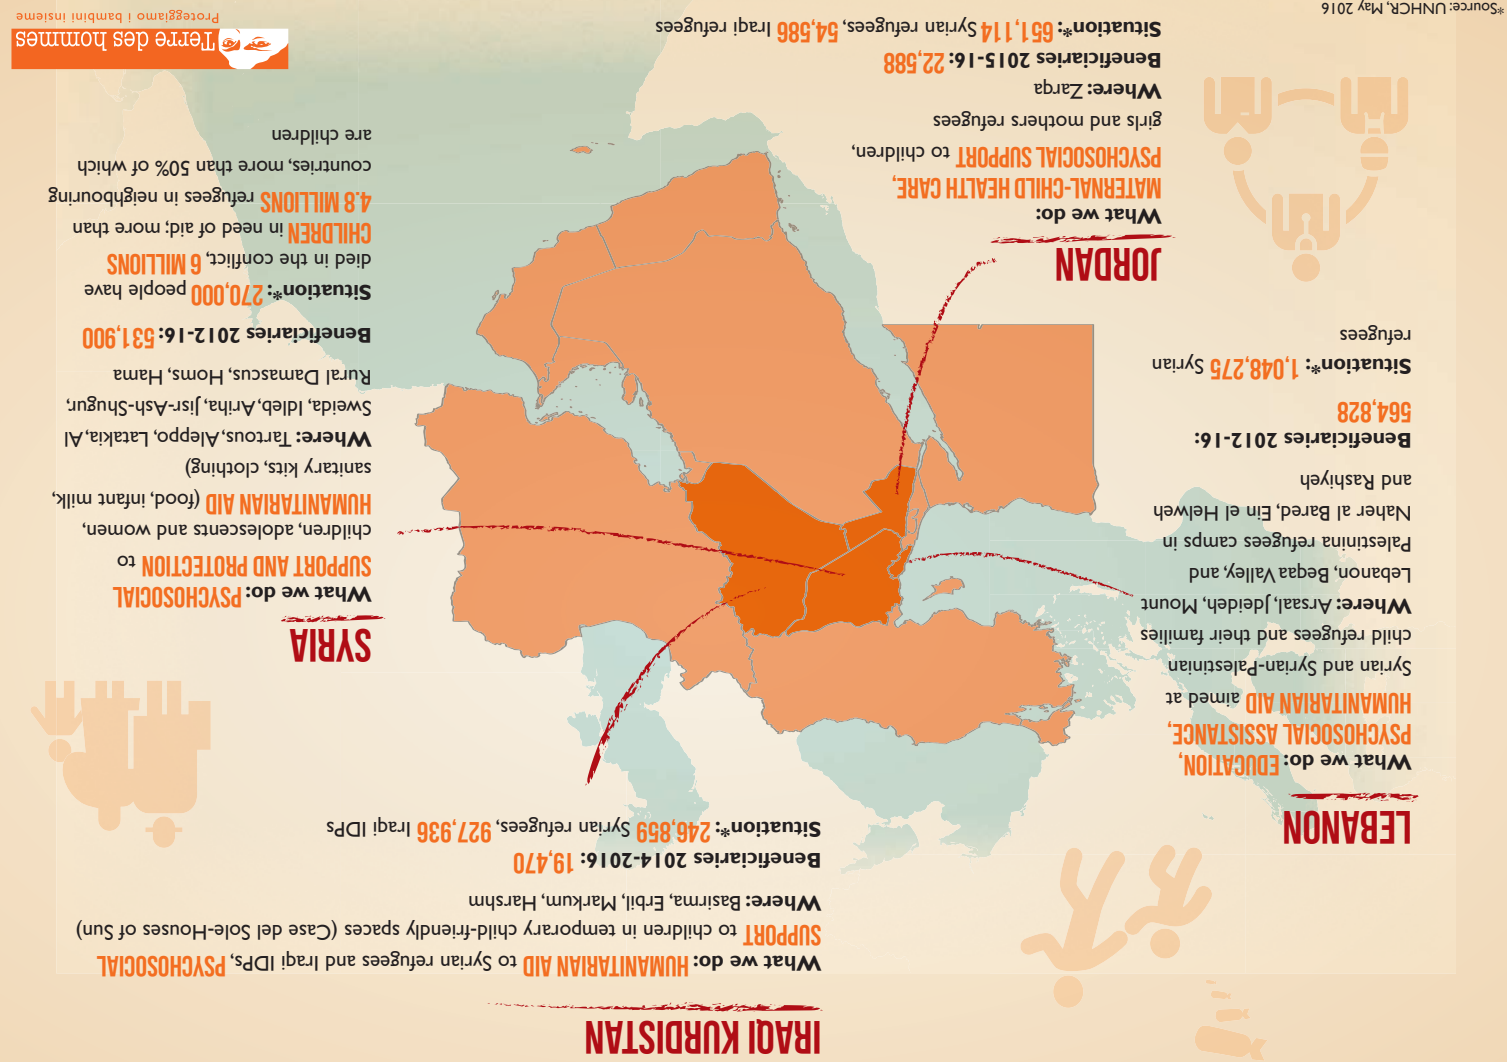 IRAQI KURDISTAN
What we do: HUMANITARIAN AID to Syrian refugees and Iraqi IDPs, PSYCHOSOCIAL
SUPPORT to children in temporary child-friendly spaces (Case del Sole-Houses of Sun)
Where: Basirma, Erbil, Markum, Harshm
Beneficiaries 2014-2016: 19,470
Situation*: 246,859 Syrian refugees, 927,936 Iraqi IDPs
LEBANON
What we do: EDUCATION,
PSYCHOSOCIAL ASSISTANCE,
HUMANITARIAN AID aimed at
Syrian and Syrian-Palestinian
child refugees and their families
Where: Arsaal, Jdeideh, Mount
Lebanon, Beqaa Valley, and
Palestinina refugees camps in
Naher al Bared, Ein el Helweh
and Rashiyeh
Beneficiaries 2012-16:
564,828
Situation*: 1,048,275 Syrian
refugees
SYRIA
What we do: PSYCHOSOCIAL
SUPPORT AND PROTECTION to
children, adolescents and women,
HUMANITARIAN AID (food, infant milk,
sanitary kits, clothing)
Where: Tartous, Aleppo, Latakia, Al
Sweida, Idleb, Ariha, Jisr-Ash-Shugur,
Rural Damascus, Homs, Hama
Beneficiaries 2012-16: 531,900
Situation*: 270,000 people have
died in the conflict, 6 MILLIONS
CHILDREN in need of aid; more than
4.8 MILLIONS refugees in neighbouring
countries, more than 50% of which
are children
JORDAN
What we do:
MATERNAL-CHILD HEALTH CARE,
PSYCHOSOCIAL SUPPORT to children,
girls and mothers refugees
Where: Zarqa
Beneficiaries 2015-16: 22,588
Situation*: 651,114 Syrian refugees, 54,586 Iraqi refugees
*Source: UNHCR, May 2016
Terre des hommes
Proteggiamo i bambini insieme